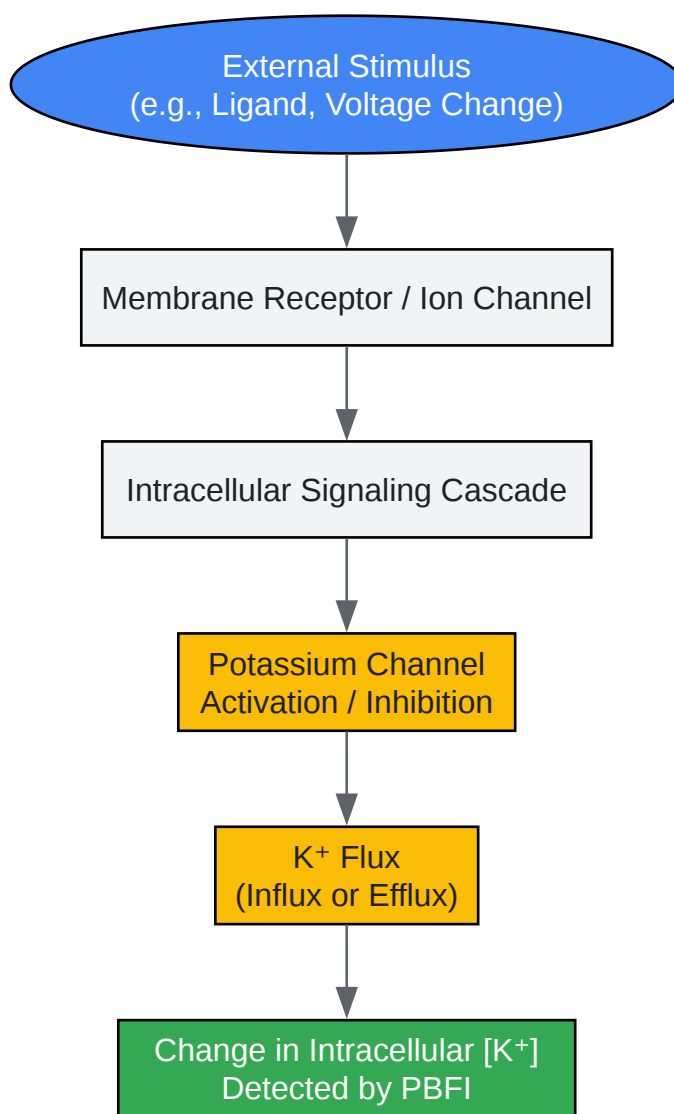 External Stimulus
(e.g., Ligand, Voltage Change)
Membrane Receptor / Ion Channel
Intracellular Signaling Cascade
Potassium Channel
Activation / Inhibition
K⁺ Flux
(Influx or Efflux)
Change in Intracellular [K⁺]
Detected by PBFI